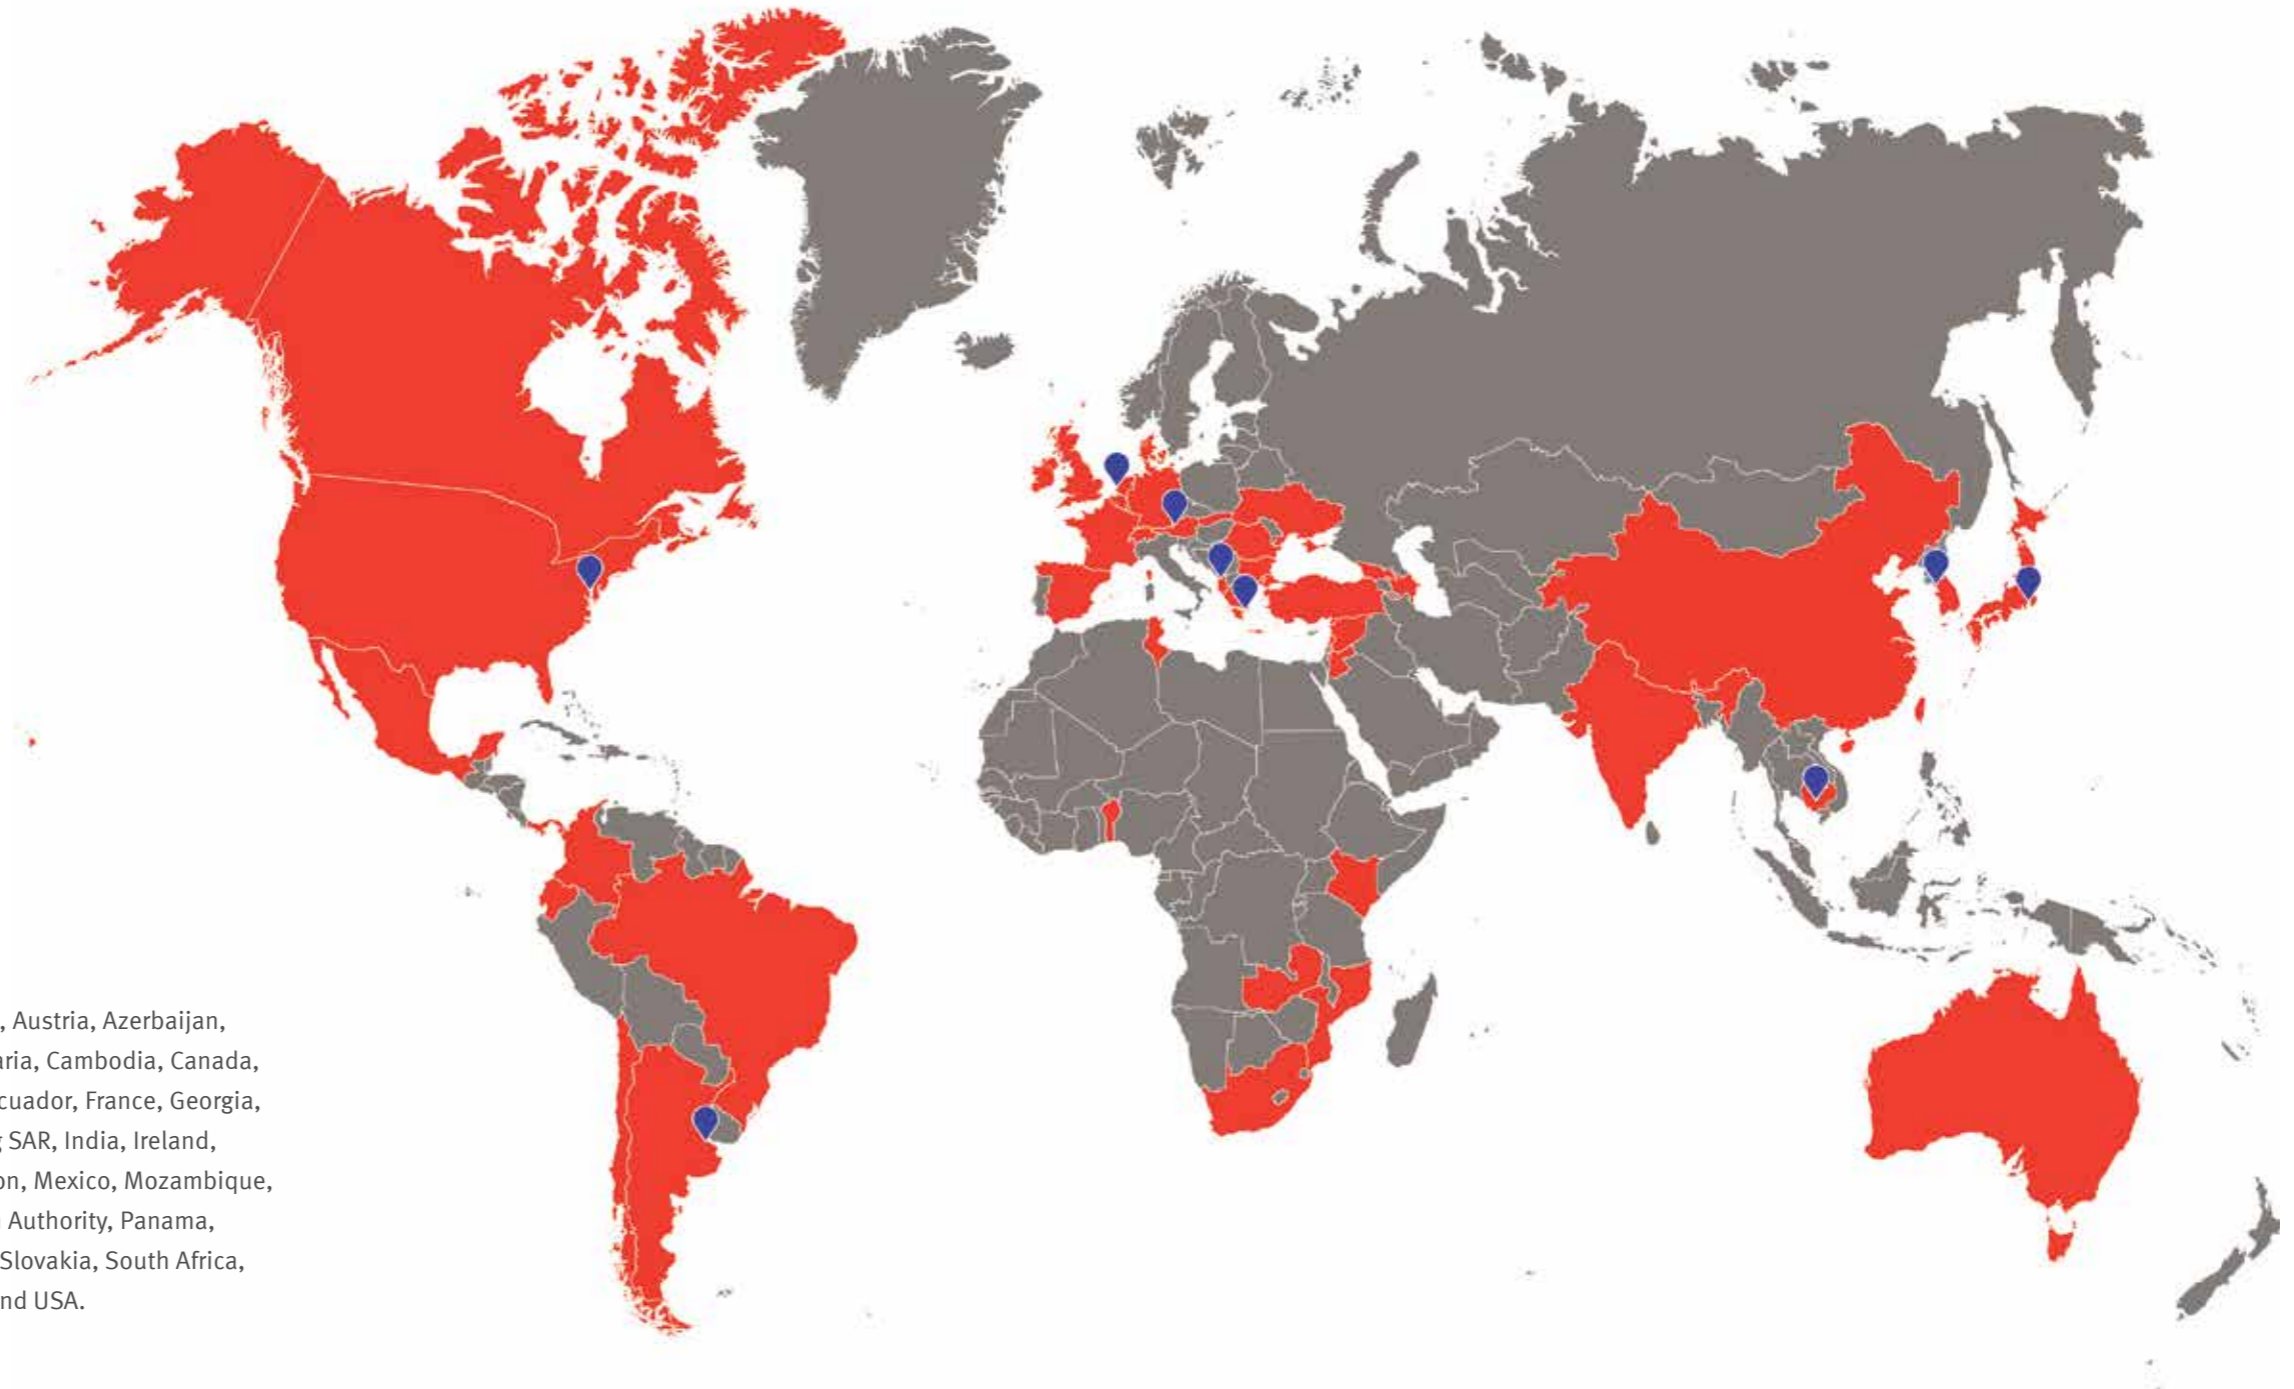 , Austria, Azerbaijan,
aria, Cambodia, Canada,
cuador, France, Georgia,
g SAR, India, Ireland,
on, Mexico, Mozambique,
n Authority, Panama,
Slovakia, South Africa,
nd USA.